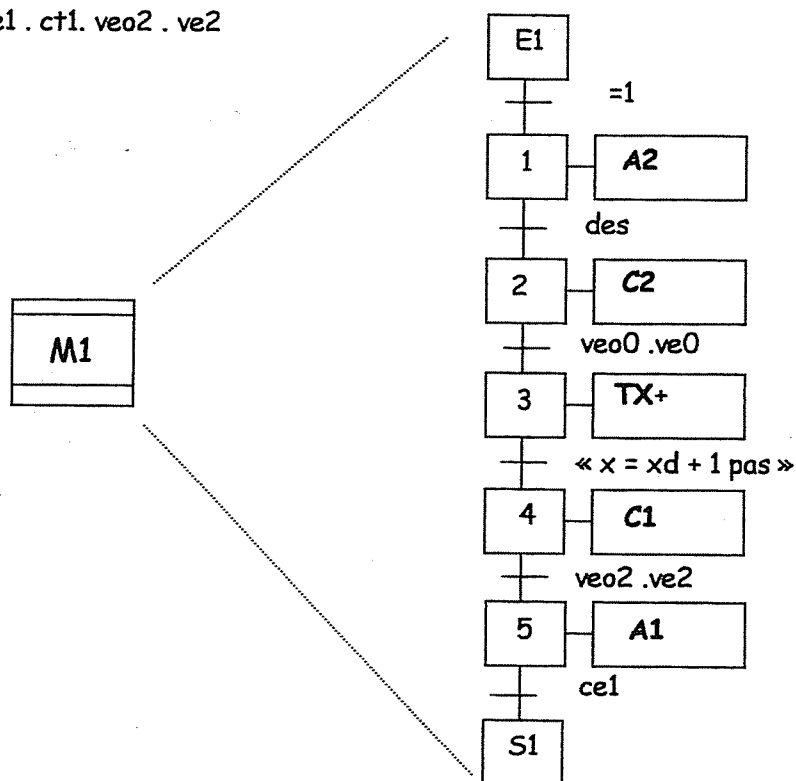 e1 . ct1. veo2 . ve2
E1
=1
1 A2
des
2 C2
veo0 .ve0
M1
3 TX+
« x = xd + 1 pas »
4 C1
veo2 .ve2
5 A1
ce1
S1